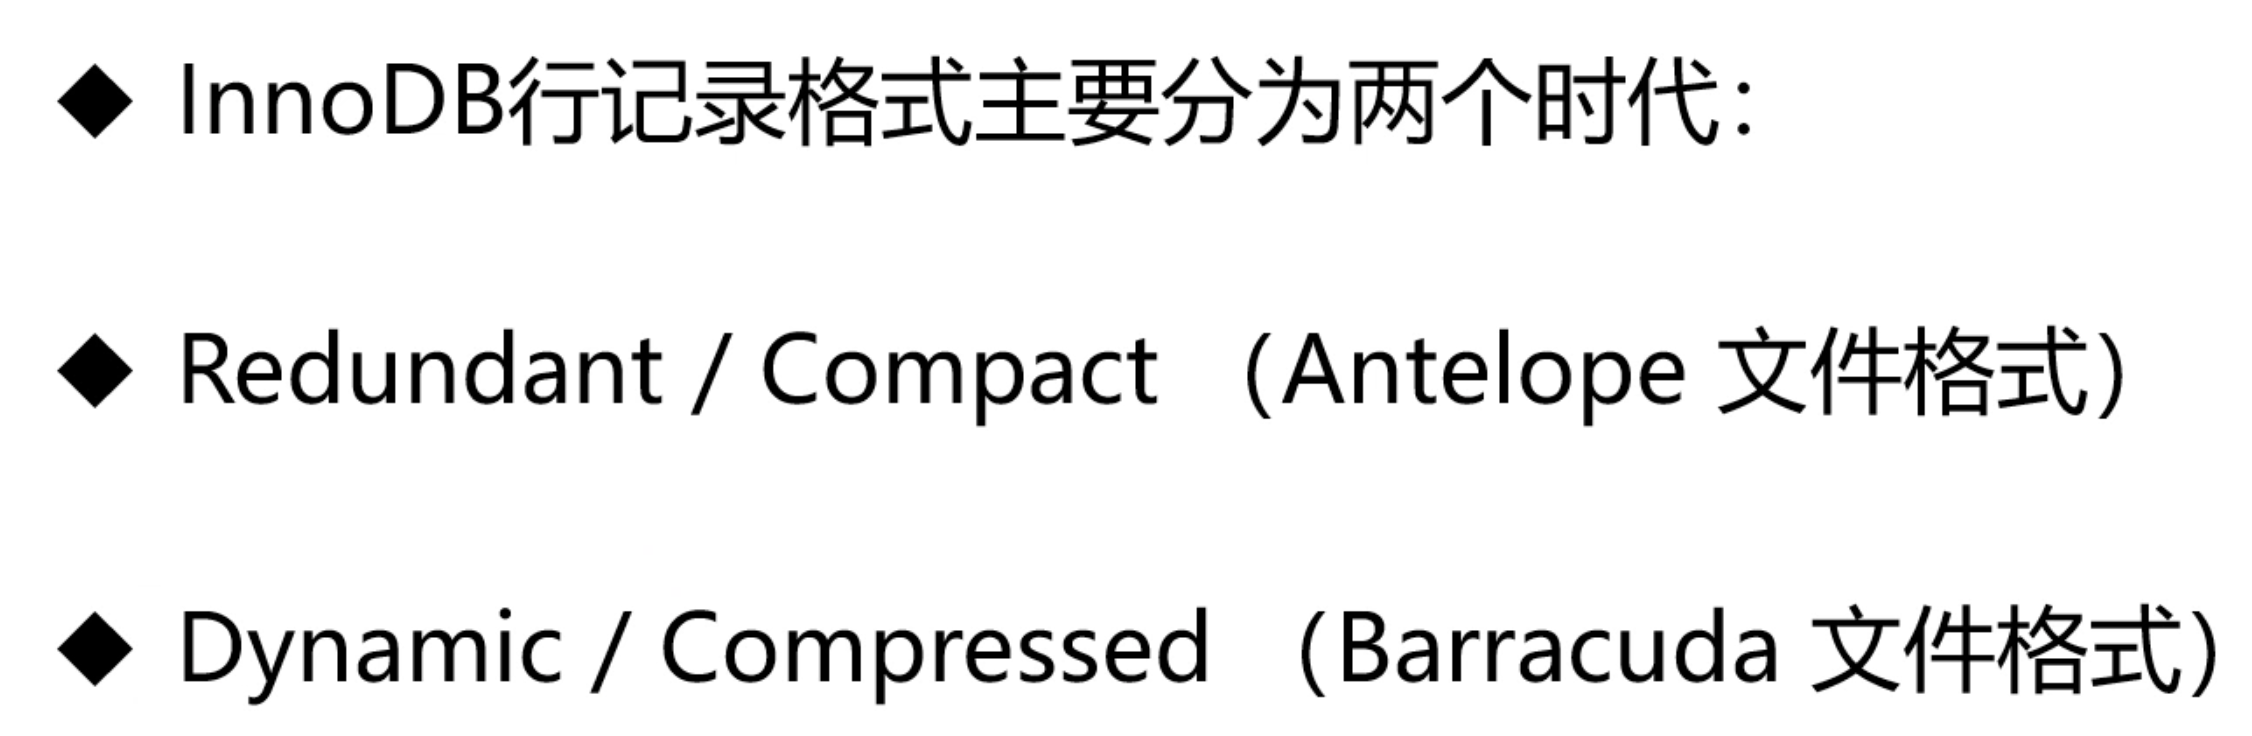 ◆ InnoDB行记录格式主要分为两个时代：
◆ Redundant / Compact （Antelope 文件格式）
◆ Dynamic / Compressed （Barracuda 文件格式）